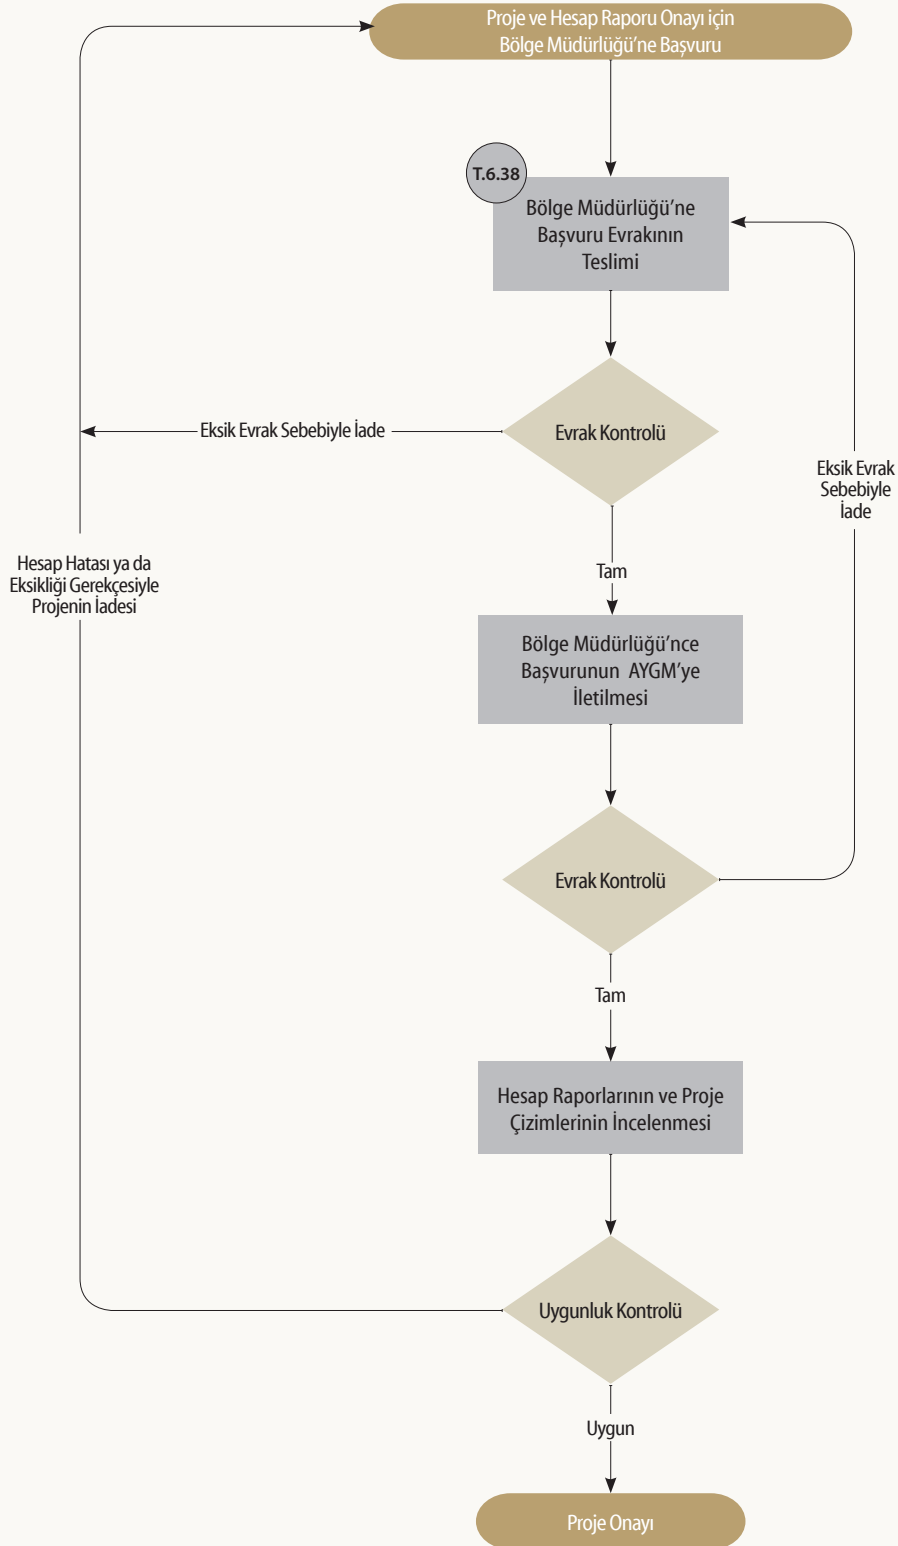 Proje ve Hesap Raporu Onayı için
Bölge Müdürlüğü’ne Başvuru
T.6.38
Bölge Müdürlüğü’ne
Başvuru Evrakının
Teslimi
Eksik Evrak Sebebiyle İade
Evrak Kontrolü
Eksik Evrak
Sebebiyle
İade
Hesap Hatası ya da
Eksikliği Gerekçesiyle
Projenin İadesi
Tam
Bölge Müdürlüğü’nce
Başvurunun AYGM’ye
İletilmesi
Evrak Kontrolü
Tam
Hesap Raporlarının ve Proje
Çizimlerinin İncelenmesi
Uygunluk Kontrolü
Uygun
Proje Onayı